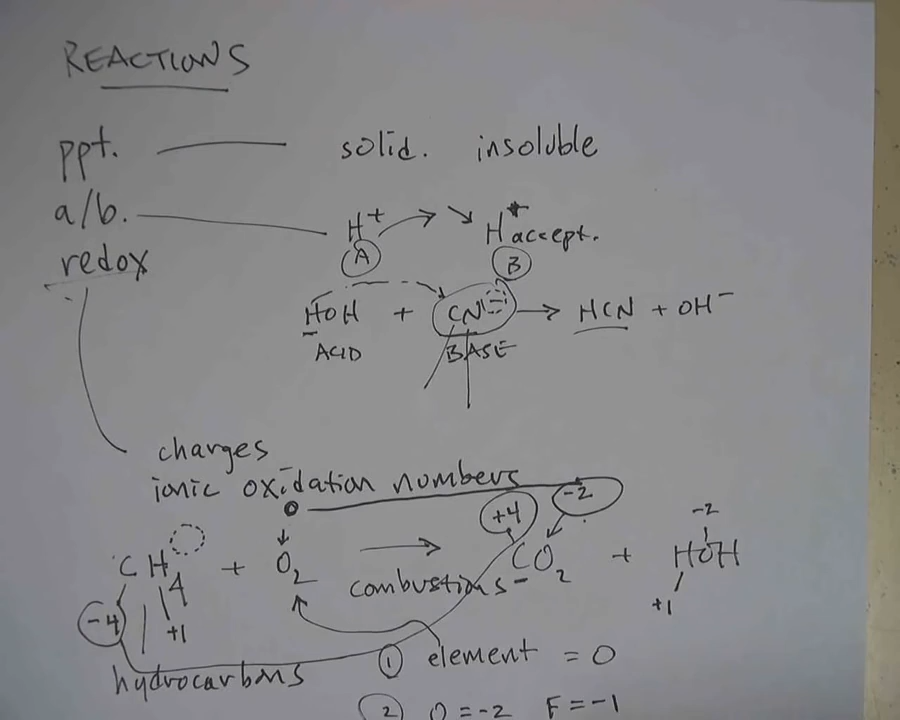 REACTIONS
ppt. solid. insoluble
a/b. H+ H+ accept.
A B
redox
HOH + CN- → HCN + OH-
ACID BASE
charges
ionic oxidation numbers
0 +4 -2 -2
CH4 + O2 → CO2 + HOH
combustions
-4 +1 +1
① element = 0
hydrocarbons
② O = -2 F = -1